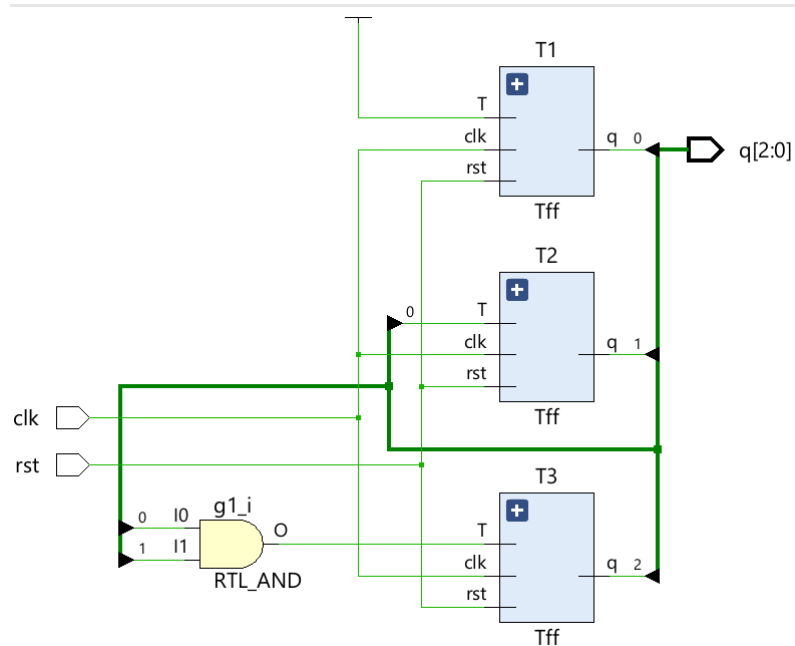 T1
T
clk
rst
q 0
Tff
q[2:0]
T2
0
T
clk
rst
q 1
Tff
clk
rst
T3
g1_i
0 I0
1 I1
O
RTL_AND
T
clk
rst
q 2
Tff